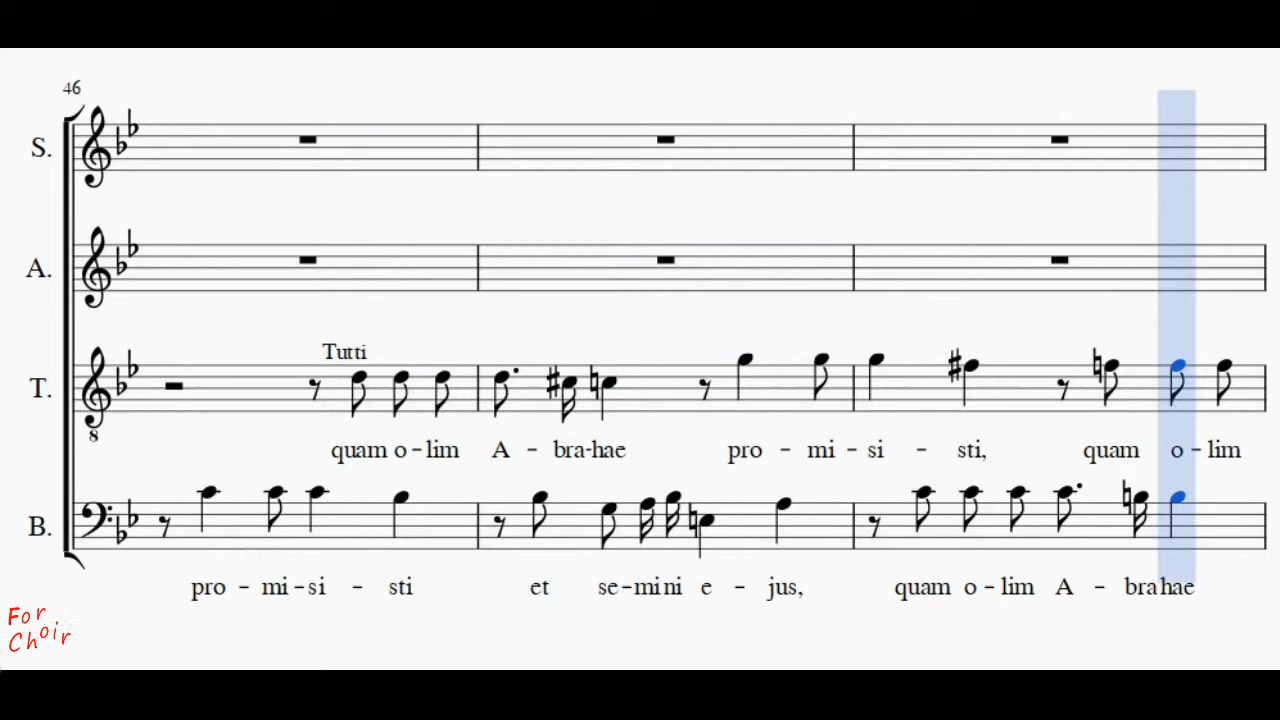 46
S.
A.
Tutti
T.
8
quam o - lim A - bra-hae pro - mi - si - sti, quam o - lim
B.
pro - mi - si - sti et se - mi ni e - jus, quam o - lim A - bra hae
For
Choir